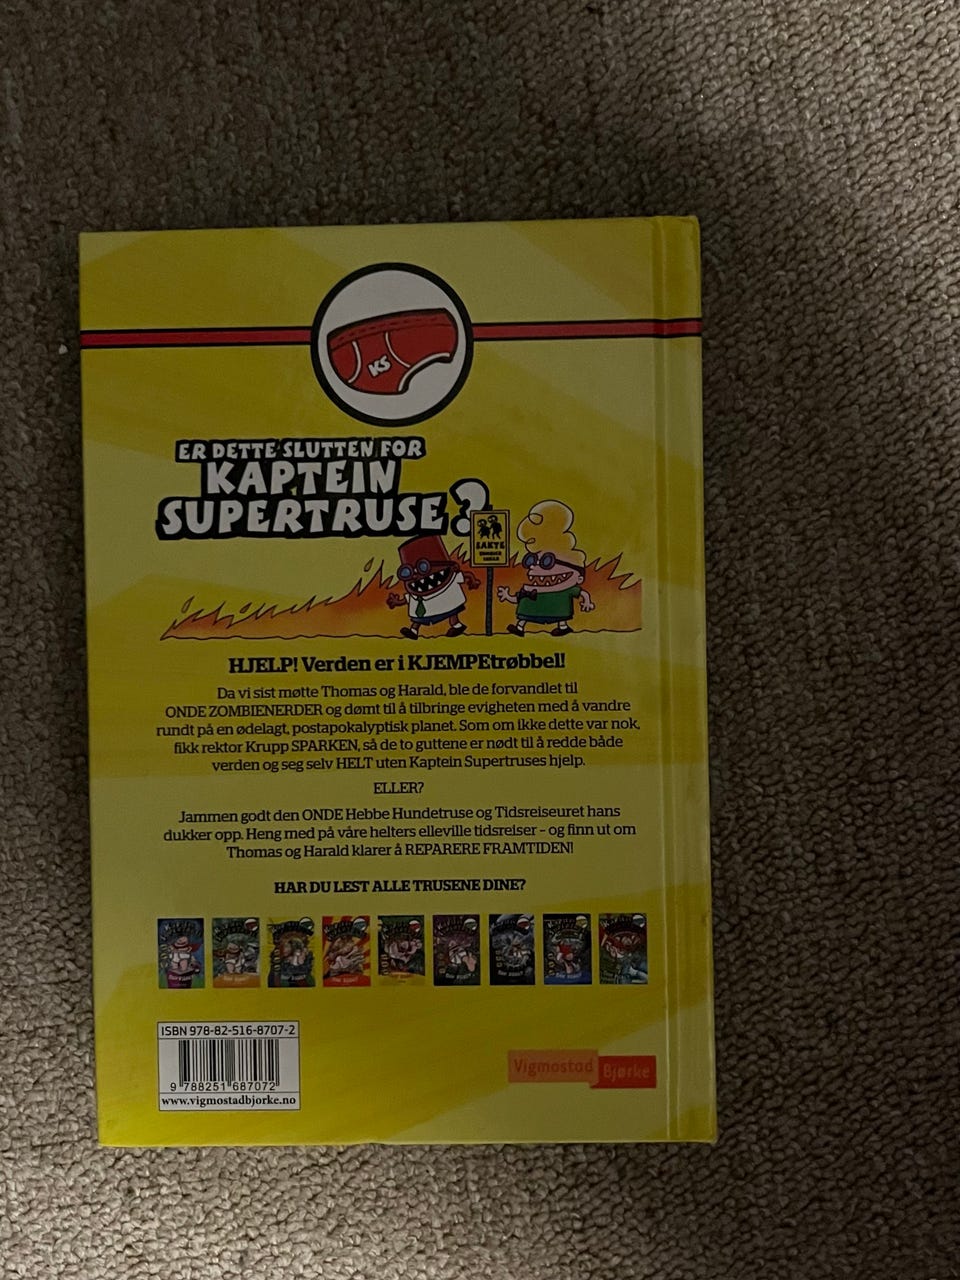 KS
ER DETTE SLUTTEN FOR
KAPTEIN
SUPERTRUSE?
SAKTE
HJELP! Verden er i KJEMPEtrøbbel!
Da vi sist møtte Thomas og Harald, ble de forvandlet til
ONDE ZOMBIENERDER og dømt til å tilbringe evigheten med å vandre
rundt på en ødelagt, postapokalyptisk planet. Som om ikke dette var nok,
fikk rektor Krupp SPARKEN, så de to guttene er nødt til å redde både
verden og seg selv HELT uten Kaptein Supertruses hjelp.
ELLER?
Jammen godt den ONDE Hebbe Hundetruse og Tidsreiseuret hans
dukker opp. Heng med på våre helters elleville tidsreiser – og finn ut om
Thomas og Harald klarer å REPARERE FRAMTIDEN!
HAR DU LEST ALLE TRUSENE DINE?
ISBN 978-82-516-8707-2
9 788251 687072
www.vigmostadbjorke.no
Vigmostad
Bjørke